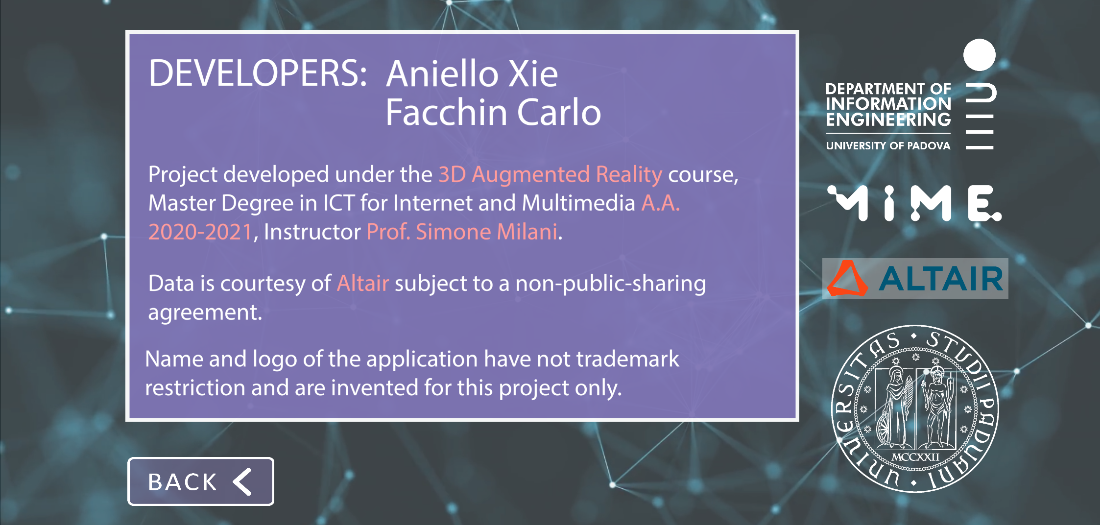 DEVELOPERS: Aniello Xie
Facchin Carlo
Project developed under the 3D Augmented Reality course,
Master Degree in ICT for Internet and Multimedia A.A.
2020-2021, Instructor Prof. Simone Milani.
Data is courtesy of Altair subject to a non-public-sharing
agreement.
Name and logo of the application have not trademark
restriction and are invented for this project only.
BACK
DEPARTMENT OF
INFORMATION
ENGINEERING
UNIVERSITY OF PADOVA
MiME.
ALTAIR
UNIVERSITAS STUDII PADUANI
MCCXXII